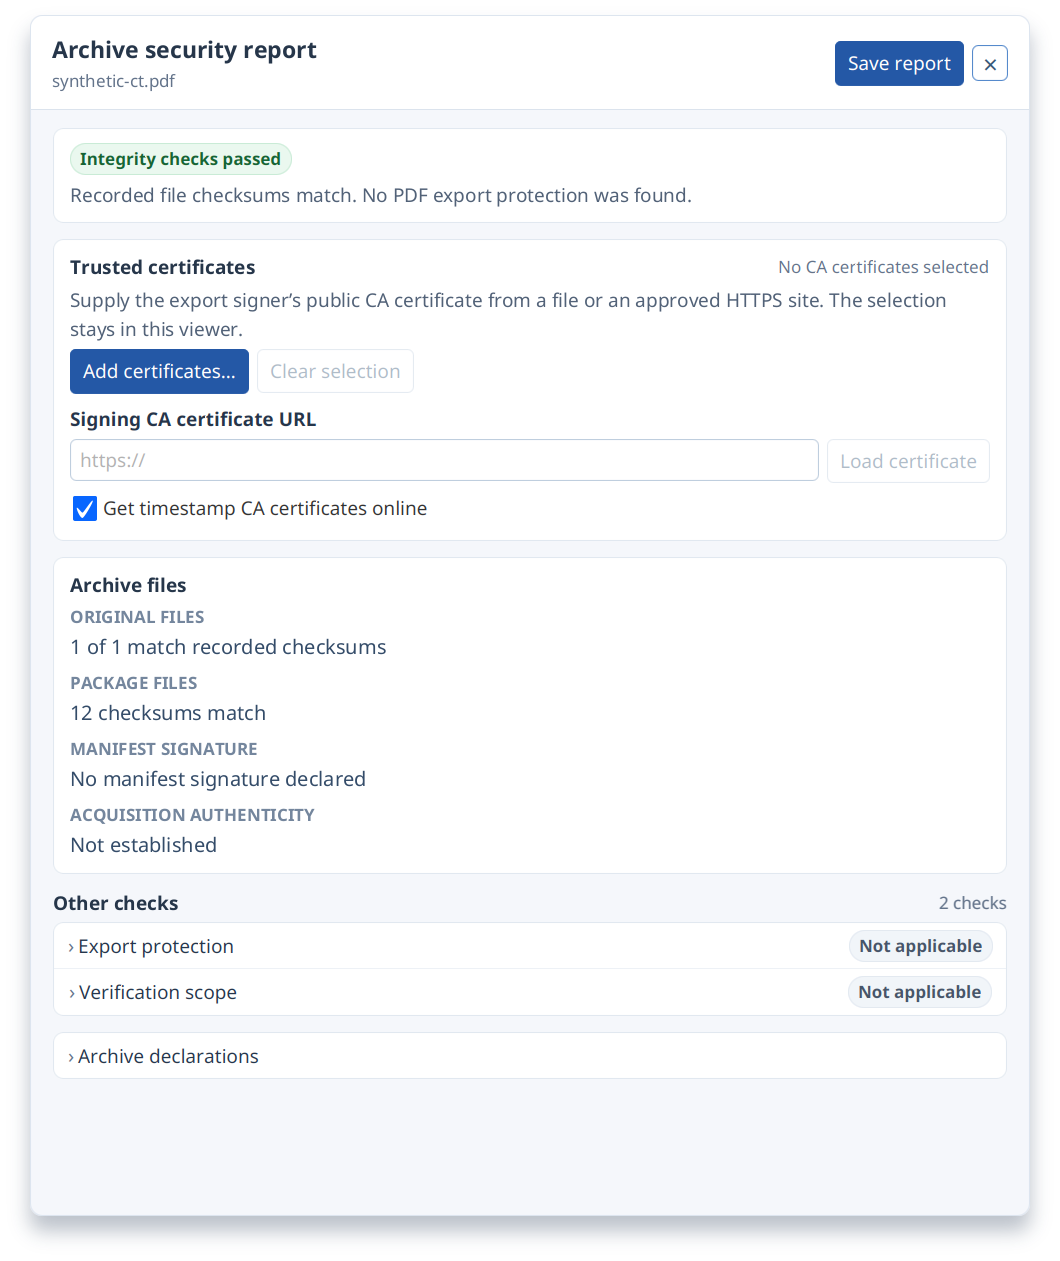 Archive security report
synthetic-ct.pdf
Save report
×
Integrity checks passed
Recorded file checksums match. No PDF export protection was found.
Trusted certificates
No CA certificates selected
Supply the export signer’s public CA certificate from a file or an approved HTTPS site. The selection
stays in this viewer.
Add certificates...
Clear selection
Signing CA certificate URL
https://
Load certificate
Get timestamp CA certificates online
Archive files
ORIGINAL FILES
1 of 1 match recorded checksums
PACKAGE FILES
12 checksums match
MANIFEST SIGNATURE
No manifest signature declared
ACQUISITION AUTHENTICITY
Not established
Other checks
2 checks
› Export protection
Not applicable
› Verification scope
Not applicable
› Archive declarations